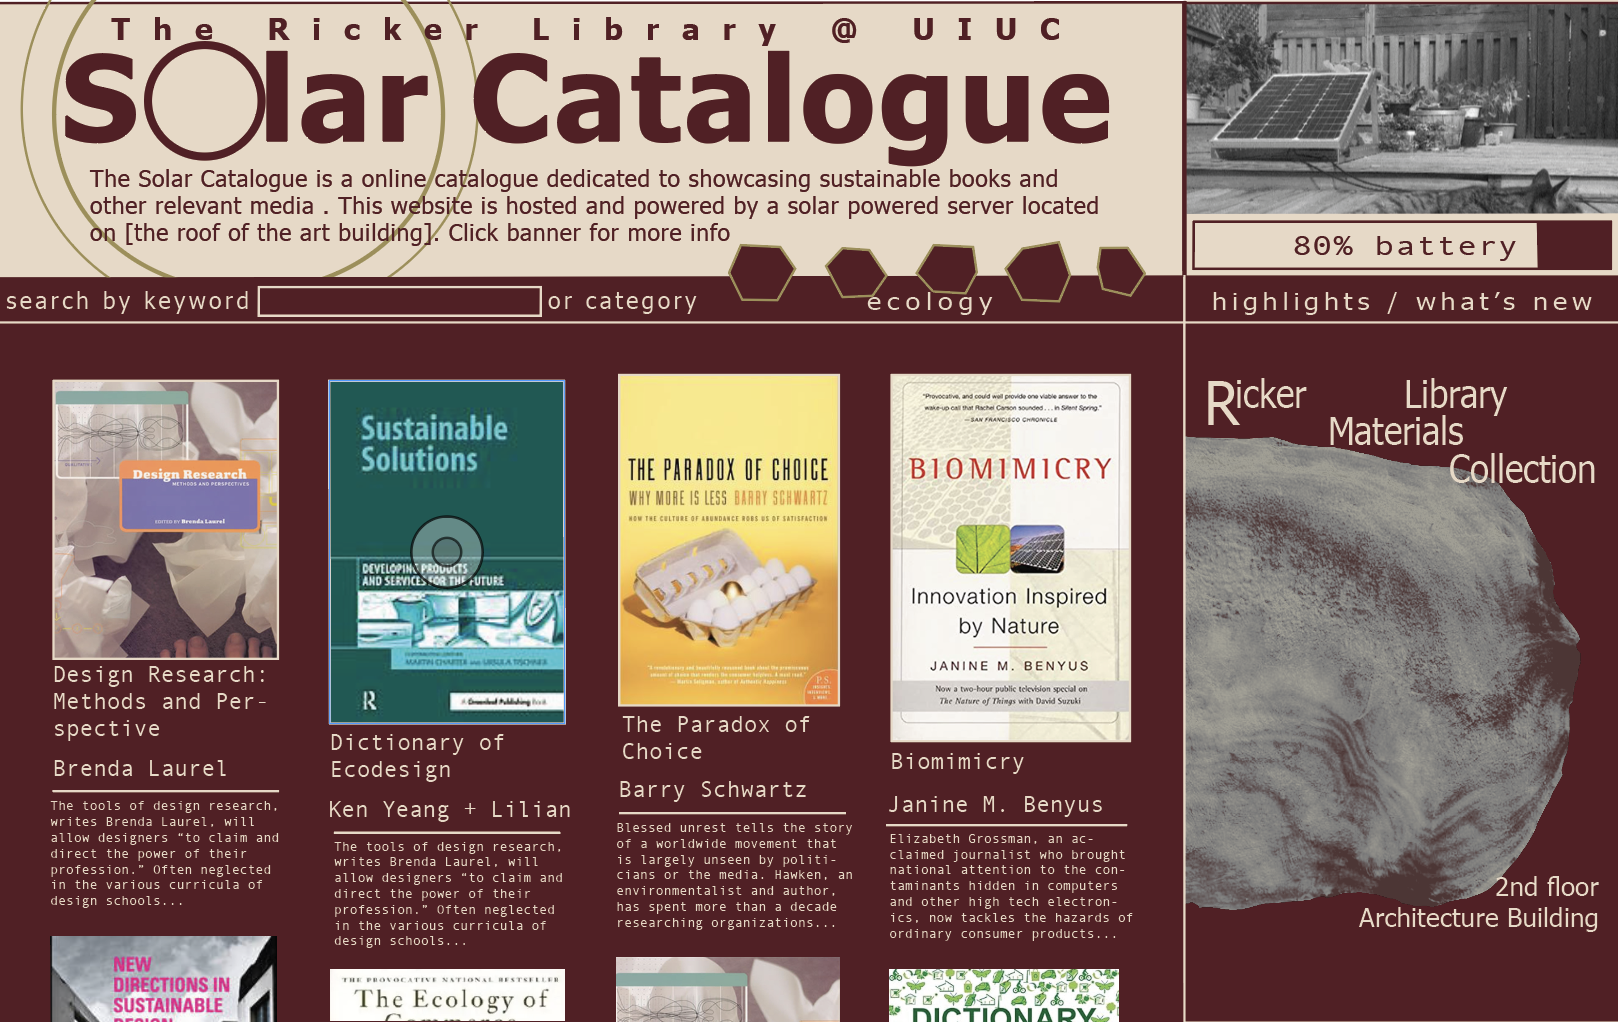 The Ricker Library @ UIUC
Solar Catalogue
The Solar Catalogue is a online catalogue dedicated to showcasing sustainable books and
other relevant media . This website is hosted and powered by a solar powered server located
on [the roof of the art building]. Click banner for more info
80% battery
search by keyword
or category
ecology
highlights / what's new
Design Research
METHODS AND PERSPECTIVES
EDITED BY Brenda Laurel
Design Research:
Methods and Per-
spective
Brenda Laurel
The tools of design research,
writes Brenda Laurel, will
allow designers “to claim and
direct the power of their
profession.” Often neglected
in the various curricula of
design schools...
Sustainable
Solutions
DEVELOPING PRODUCTS
AND SERVICES FOR THE FUTURE
MARTIN CHARTER AND URSULA TISCHNER
R
A Greenleaf Publishing Book
Dictionary of
Ecodesign
Ken Yeang + Lilian
The tools of design research,
writes Brenda Laurel, will
allow designers “to claim and
direct the power of their
profession.” Often neglected
in the various curricula of
design schools...
THE PARADOX OF CHOICE
WHY MORE IS LESS BARRY SCHWARTZ
HOW THE CULTURE OF ABUNDANCE ROBS US OF SATISFACTION
P.S.
The Paradox of
Choice
Barry Schwartz
Blessed unrest tells the story
of a worldwide movement that
is largely unseen by politi-
cians or the media. Hawken, an
environmentalist and author,
has spent more than a decade
researching organizations...
"Provocative, and could well provide one viable answer to the
wake-up call that Rachel Carson sounded . . . in Silent Spring."
—SAN FRANCISCO CHRONICLE
BIOMIMICRY
Innovation Inspired
by Nature
JANINE M. BENYUS
Now a two-hour public television special on
The Nature of Things with David Suzuki
Biomimicry
Janine M. Benyus
Elizabeth Grossman, an ac-
claimed journalist who brought
national attention to the con-
taminants hidden in computers
and other high tech electron-
ics, now tackles the hazards of
ordinary consumer products...
Ricker Library
Materials
Collection
2nd floor
Architecture Building
NEW
DIRECTIONS IN
SUSTAINABLE
DESIGN
THE PROVOCATIVE NATIONAL BESTSELLER
The Ecology of
Commerce
DICTIONARY